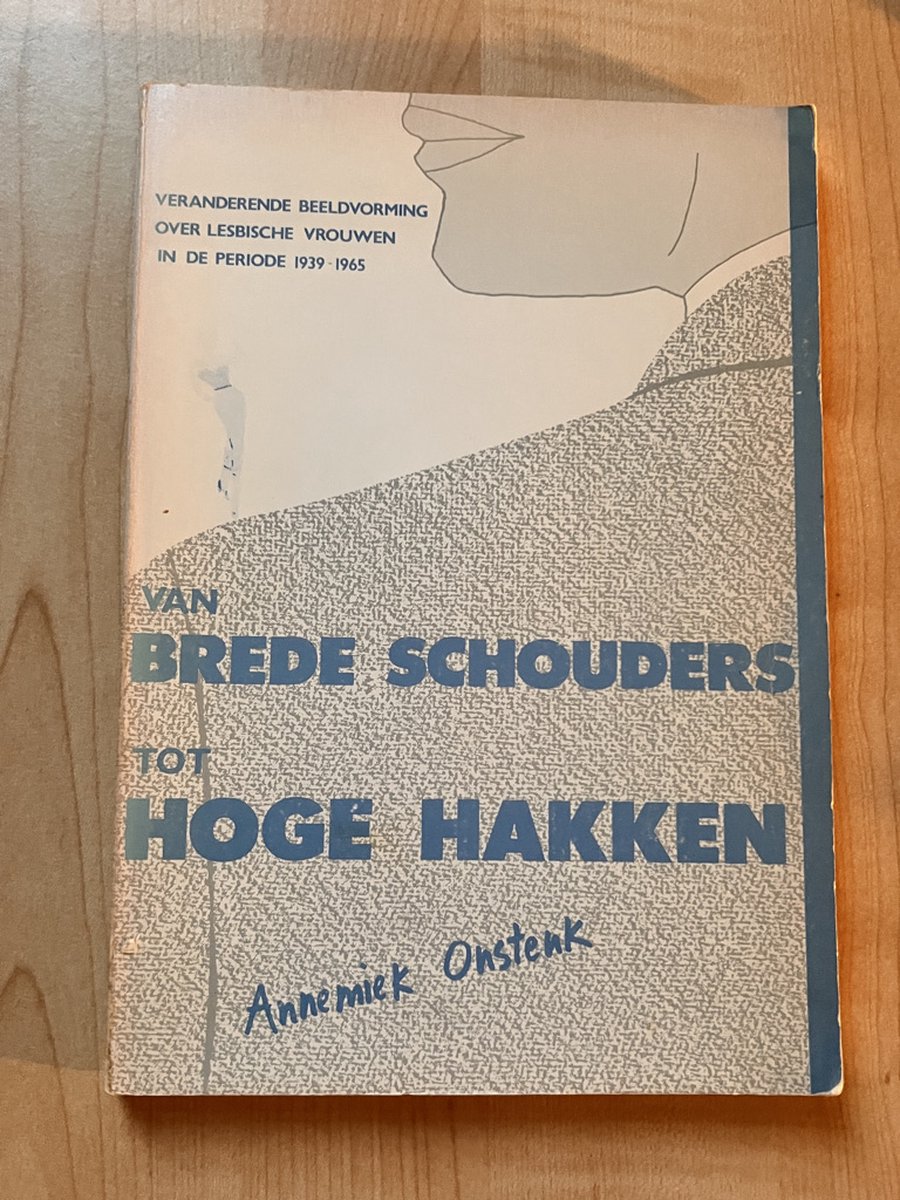 VERANDERENDE BEELDVORMING
OVER LESBISCHE VROUWEN
IN DE PERIODE 1939-1965
VAN
BREDE SCHOUDERS
TOT
HOGE HAKKEN
Annemiek Onstenk